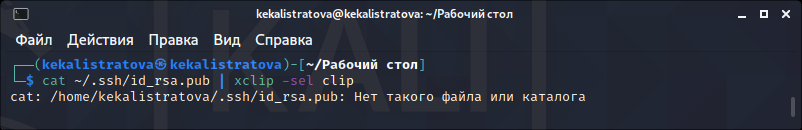 kekalistratova@kekalistratova: ~/Рабочий стол
Файл Действия Правка Вид Справка
┌──(kekalistratova㉿kekalistratova)-[~/Рабочий стол]
└─$ cat ~/.ssh/id_rsa.pub | xclip -sel clip
cat: /home/kekalistratova/.ssh/id_rsa.pub: Нет такого файла или каталога